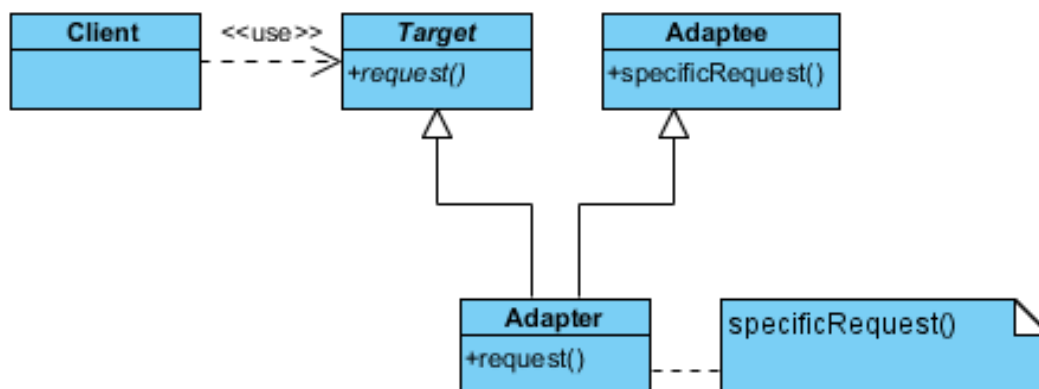 Client
<<use>>
Target
+request()
Adaptee
+specificRequest()
Adapter
+request()
specificRequest()